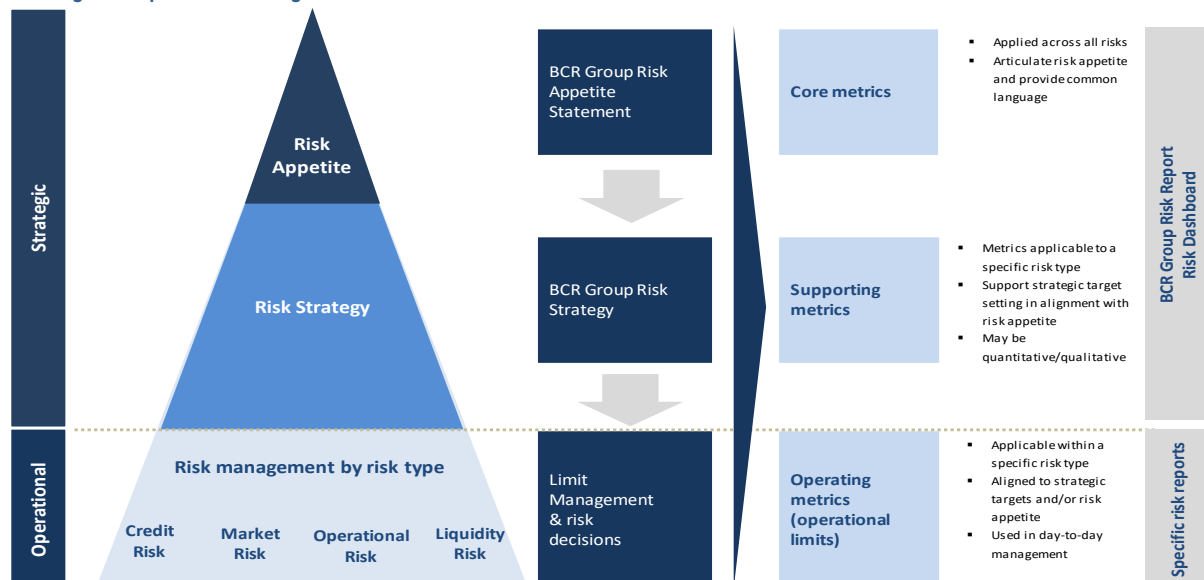 Strategic
Risk
Appetite
Risk Strategy
BCR Group Risk
Appetite
Statement
BCR Group Risk
Strategy
Core metrics
▪ Applied across all risks
▪ Articulate risk appetite
and provide common
language
Supporting
metrics
▪ Metrics applicable to a
specific risk type
▪ Support strategic target
setting in alignment with
risk appetite
▪ May be
quantitative/qualitative
BCR Group Risk Report
Risk Dashboard
Operational
Risk management by risk type
Credit
Risk
Market
Risk
Operational
Risk
Liquidity
Risk
Limit
Management
& risk
decisions
Operating
metrics
(operational
limits)
▪ Applicable within a
specific risk type
▪ Aligned to strategic
targets and/or risk
appetite
▪ Used in day-to-day
management
Specific risk reports